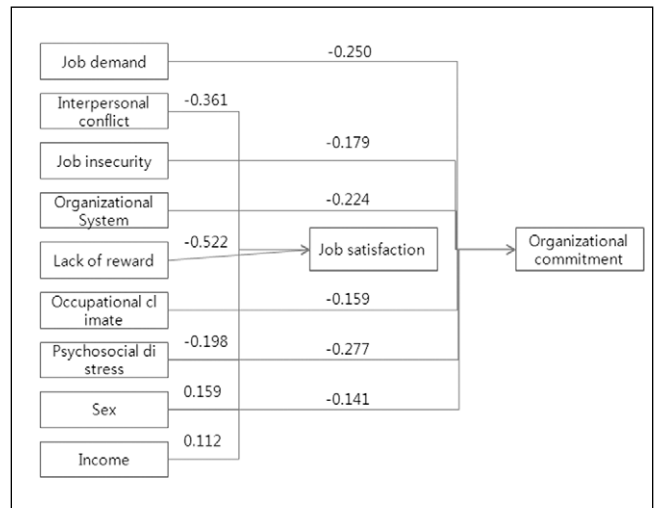 Job demand
-0.250
Interpersonal
conflict
-0.361
Job insecurity
-0.179
Organizational
System
-0.224
Lack of reward
-0.522
Job satisfaction
Organizational
commitment
Occupational cl
imate
-0.159
Psychosocial di
stress
-0.198
-0.277
Sex
0.159
-0.141
Income
0.112